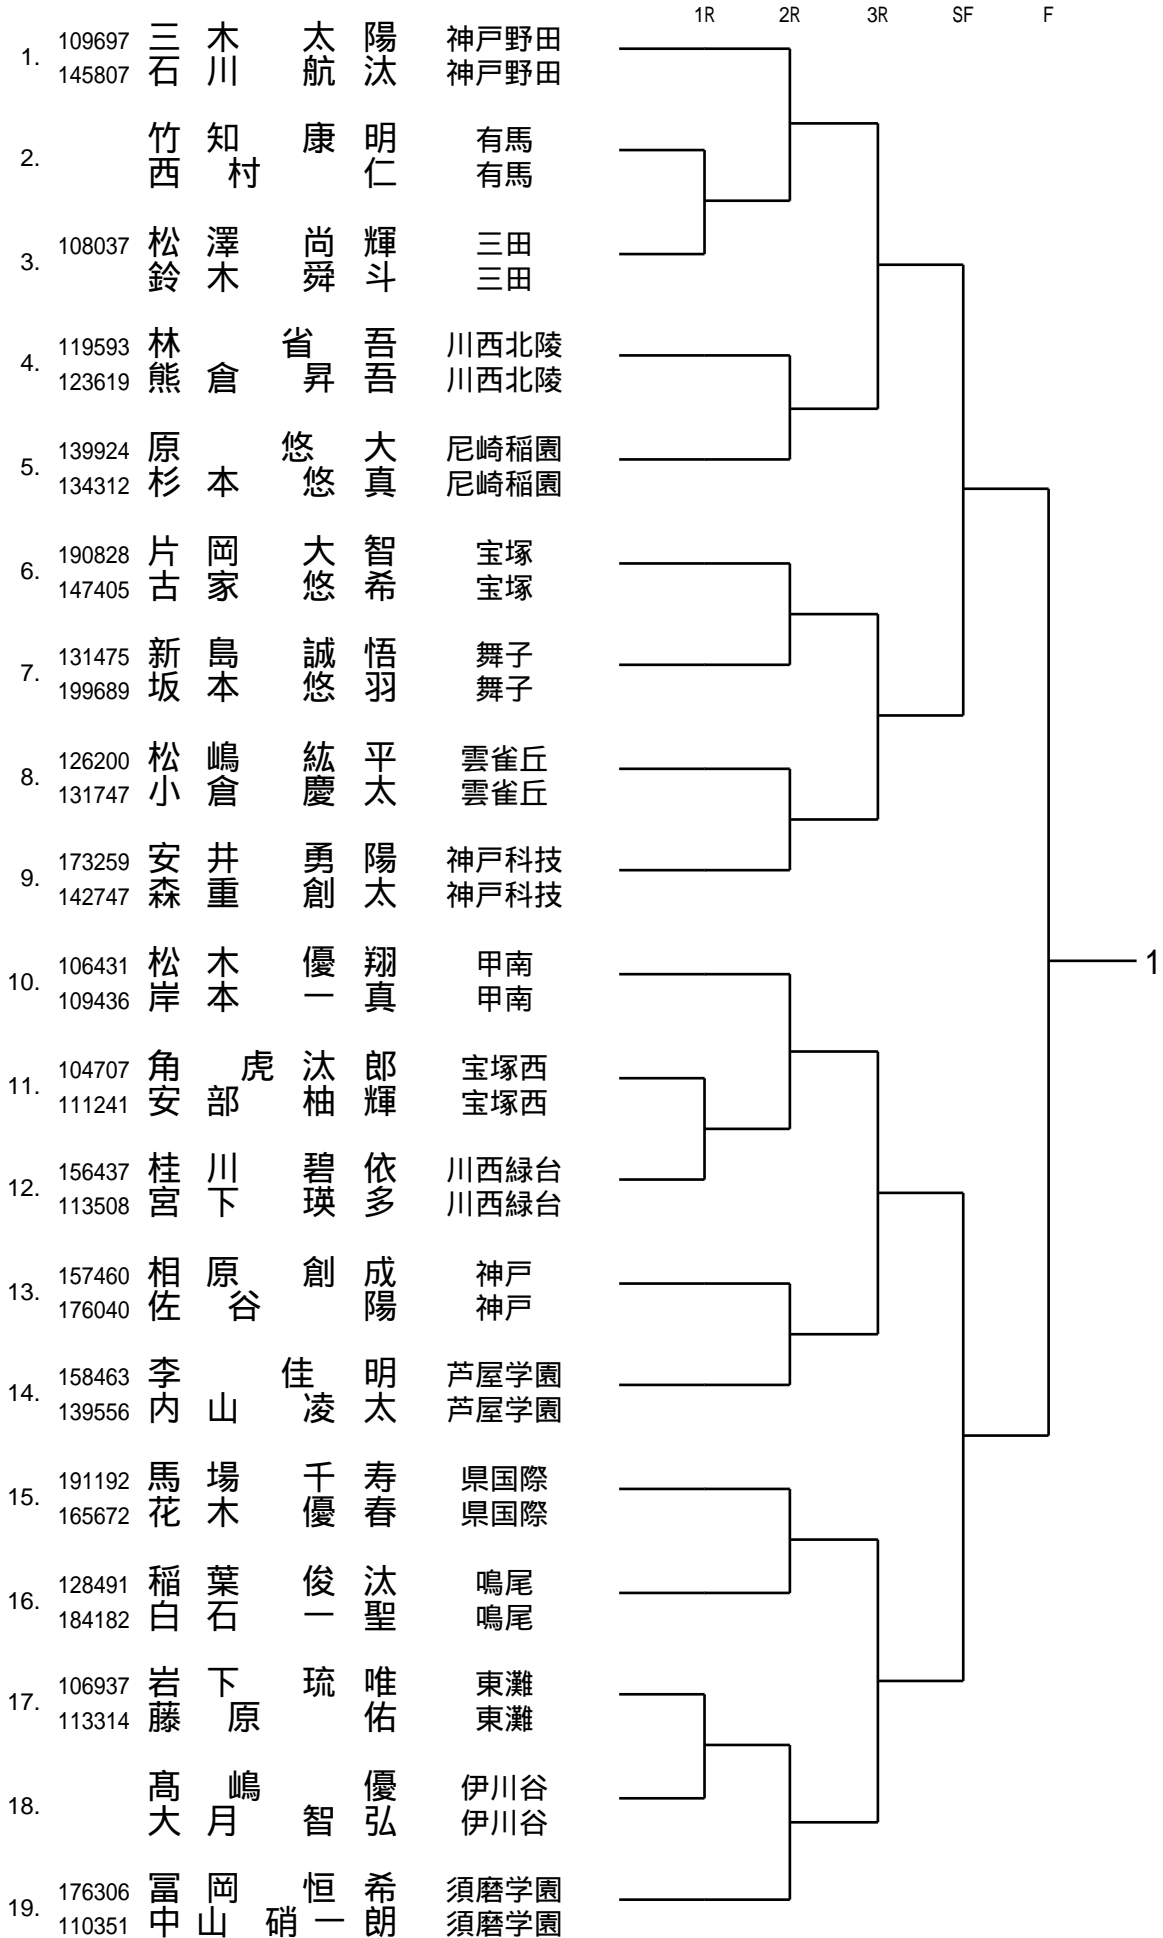 1R 2R 3R SF F
1. 109697 三木 太陽 神戸野田
145807 石川 航汰 神戸野田
2. 竹知 康明 有馬
西村 仁 有馬
3. 108037 松澤 尚輝 三田
鈴木 舜斗 三田
4. 119593 林 省吾 川西北陵
123619 熊倉 昇吾 川西北陵
5. 139924 原 悠大 尼崎稲園
134312 杉本 悠真 尼崎稲園
6. 190828 片岡 大智 宝塚
147405 古家 悠希 宝塚
7. 131475 新島 誠悟 舞子
199689 坂本 悠羽 舞子
8. 126200 松嶋 紘平 雲雀丘
131747 小倉 慶太 雲雀丘
9. 173259 安井 勇陽 神戸科技
142747 森重 創太 神戸科技
10. 106431 松木 優翔 甲南
109436 岸本 一真 甲南
1
11. 104707 角 虎汰郎 宝塚西
111241 安部 柚輝 宝塚西
12. 156437 桂川 碧依 川西緑台
113508 宮下 瑛多 川西緑台
13. 157460 相原 創成 神戸
176040 佐谷 陽 神戸
14. 158463 李 佳明 芦屋学園
139556 内山 凌太 芦屋学園
15. 191192 馬場 千寿 県国際
165672 花木 優春 県国際
16. 128491 稲葉 俊汰 鳴尾
184182 白石 一聖 鳴尾
17. 106937 岩下 琉唯 東灘
113314 藤原 佑 東灘
18. 髙嶋 優 伊川谷
大月 智弘 伊川谷
19. 176306 冨岡 恒希 須磨学園
110351 中山 硝一朗 須磨学園